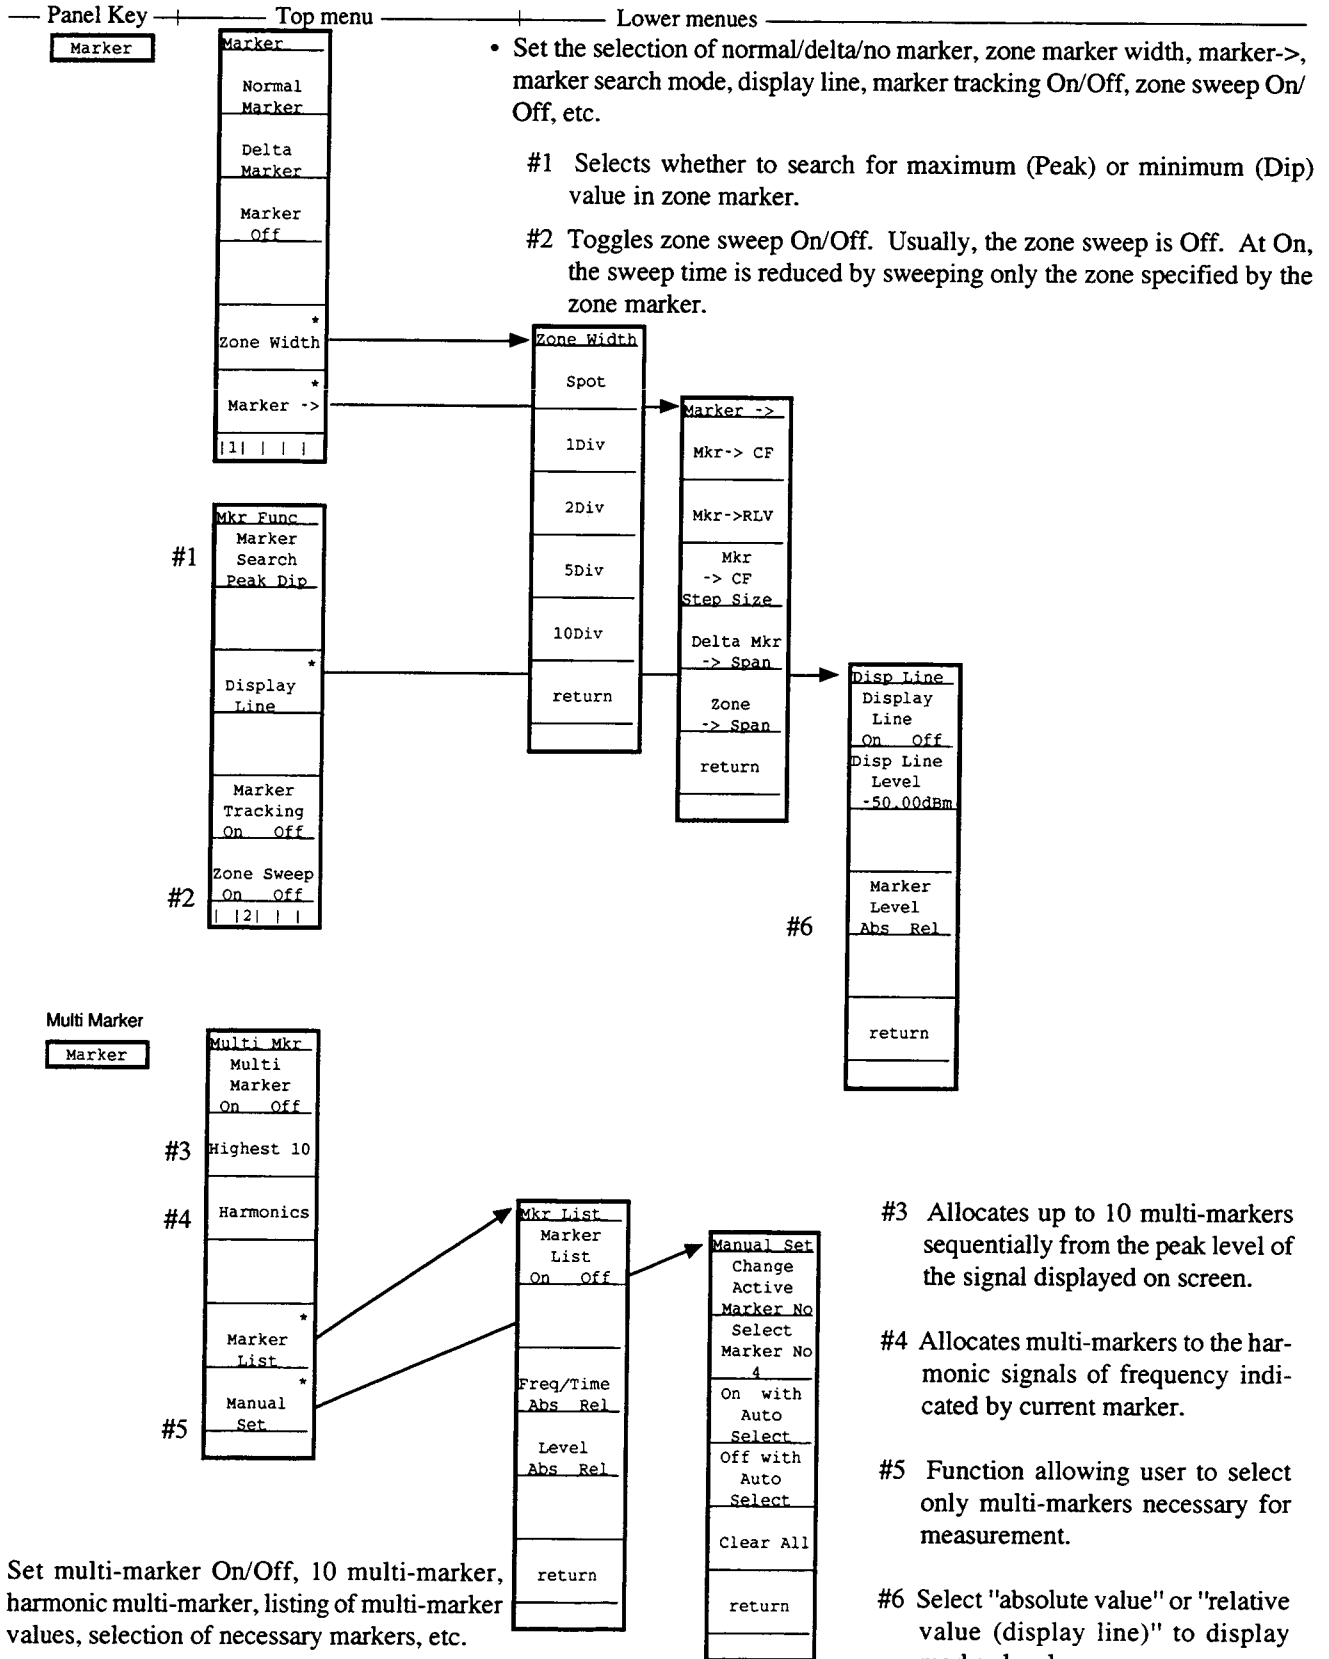 Panel Key
Top menu
Lower menues
Marker
Marker
Normal
Marker
Delta
Marker
Marker
Off
*
Zone Width
*
Marker ->
|1| | | |
• Set the selection of normal/delta/no marker, zone marker width, marker->,
marker search mode, display line, marker tracking On/Off, zone sweep On/
Off, etc.
#1 Selects whether to search for maximum (Peak) or minimum (Dip)
value in zone marker.
#2 Toggles zone sweep On/Off. Usually, the zone sweep is Off. At On,
the sweep time is reduced by sweeping only the zone specified by the
zone marker.
Zone Width
Spot
1Div
2Div
5Div
10Div
return
Marker ->
Mkr-> CF
Mkr->RLV
Mkr
-> CF
Step Size
Delta Mkr
-> Span
Zone
-> Span
return
#1
Mkr Func
Marker
Search
Peak Dip
*
Display
Line
Marker
Tracking
On Off
#2
Zone Sweep
On Off
| |2| | |
Disp Line
Display
Line
On Off
Disp Line
Level
-50.00dBm
#6
Marker
Level
Abs Rel
return
Multi Marker
Marker
Multi Mkr
Multi
Marker
On Off
#3
Highest 10
#4
Harmonics
*
Marker
List
*
#5
Manual
Set
Mkr List
Marker
List
On Off
Freq/Time
Abs Rel
Level
Abs Rel
return
Manual Set
Change
Active
Marker No
Select
Marker No
4
On with
Auto
Select
Off with
Auto
Select
Clear All
return
#3 Allocates up to 10 multi-markers
sequentially from the peak level of
the signal displayed on screen.
#4 Allocates multi-markers to the har-
monic signals of frequency indi-
cated by current marker.
#5 Function allowing user to select
only multi-markers necessary for
measurement.
#6 Select "absolute value" or "relative
value (display line)" to display
Set multi-marker On/Off, 10 multi-marker,
harmonic multi-marker, listing of multi-marker
values, selection of necessary markers, etc.